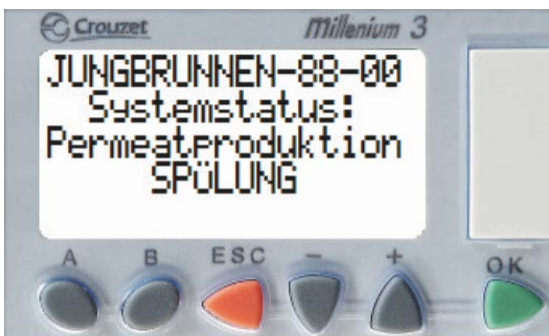 Crouzet
Millenium 3
JUNGBRUNNEN-88-00
Systemstatus:
Permeatproduktion
SPÜLUNG
A B ESC - + OK